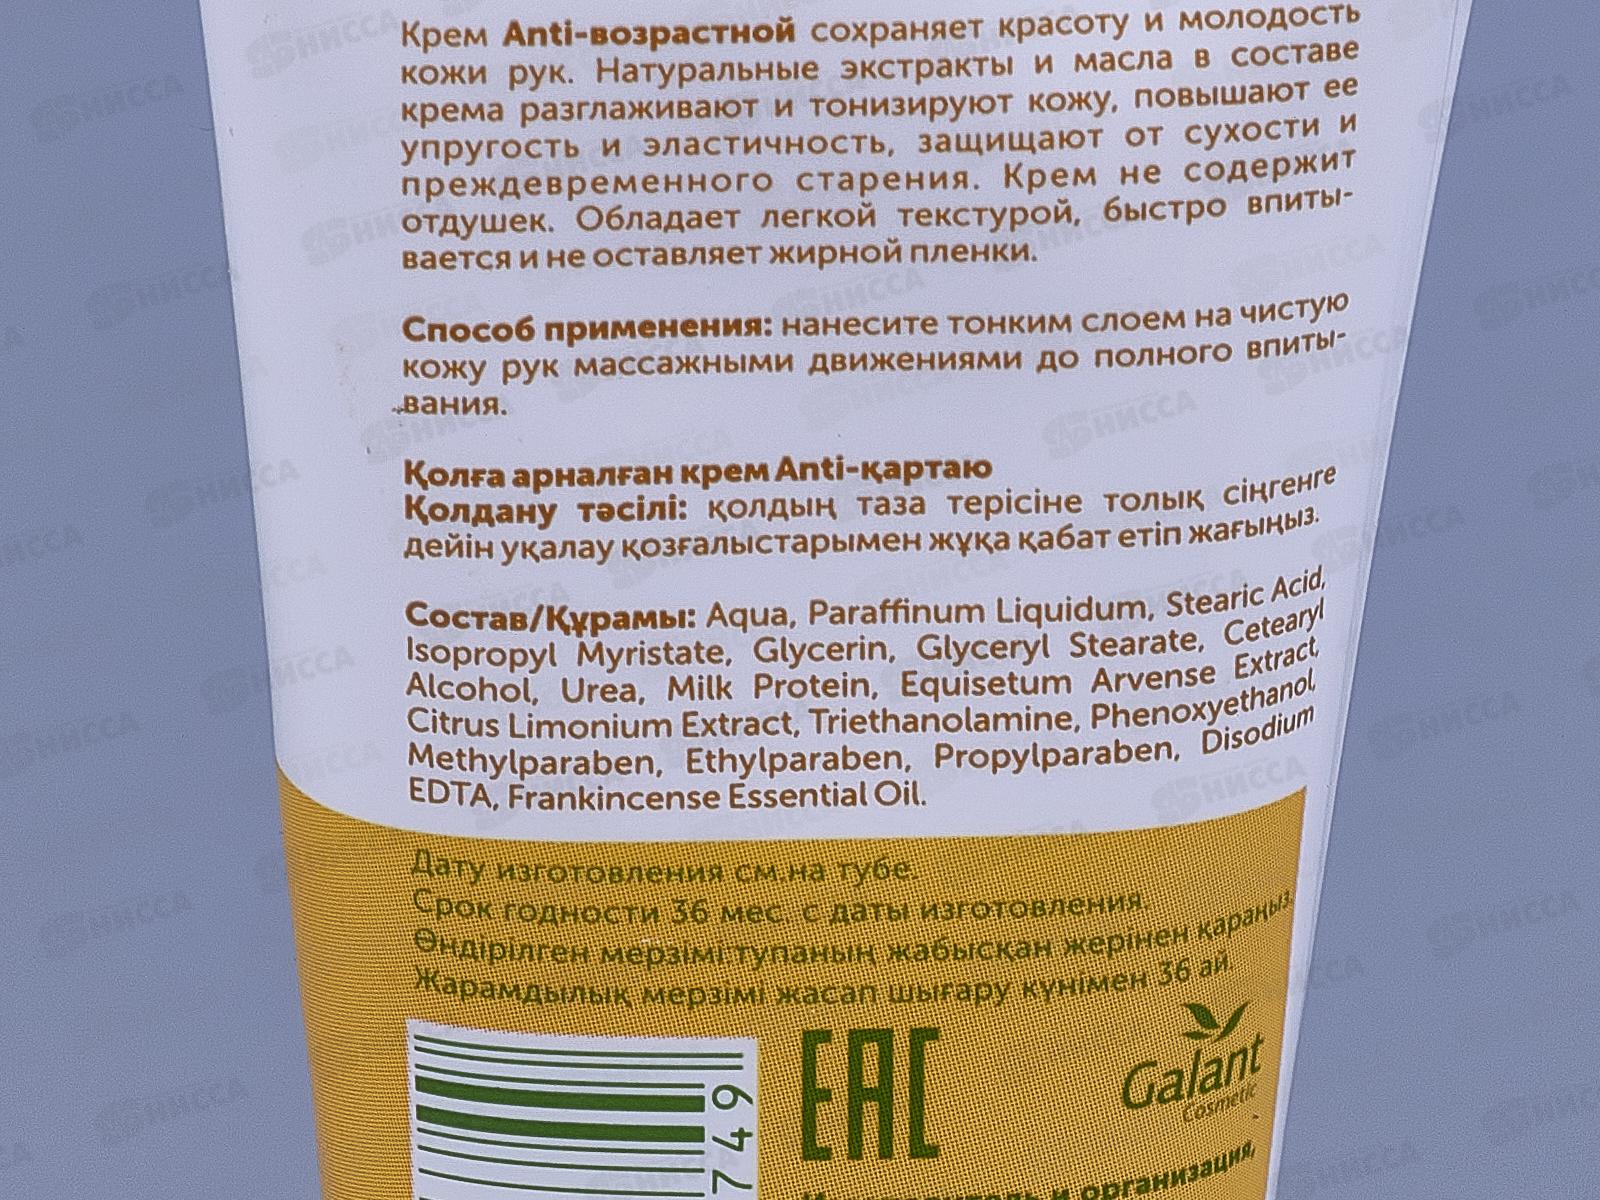 Крем Anti-возрастной сохраняет красоту и молодость
кожи рук. Натуральные экстракты и масла в составе
крема разглаживают и тонизируют кожу, повышают ее
упругость и эластичность, защищают от сухости и
преждевременного старения. Крем не содержит
отдушек. Обладает легкой текстурой, быстро впиты-
вается и не оставляет жирной пленки.
Способ применения: нанесите тонким слоем на чистую
кожу рук массажными движениями до полного впиты-
вания.
Қолға арналған крем Anti-қартаю
Қолдану тәсілі: қолдың таза терісіне толық сіңгенге
дейін уқалау қозғалыстарымен жұқа қабат етіп жағыңыз.
Состав/Құрамы: Aqua, Paraffinum Liquidum, Stearic Acid,
Isopropyl Myristate, Glycerin, Glyceryl Stearate, Cetearyl
Alcohol, Urea, Milk Protein, Equisetum Arvense Extract,
Citrus Limonium Extract, Triethanolamine, Phenoxyethanol,
Methylparaben, Ethylparaben, Propylparaben, Disodium
EDTA, Frankincense Essential Oil.
Дату изготовления см.на тубе.
Срок годности 36 мес. с даты изготовления.
Өндірілген мерзімі:тупаның жабысқан жерінен қараңыз.
Жарамдылық мерзімі жасап шығару күнімен 36 ай.
EAC
Galant
Cosmetic
6 4 7
и организация,
НИССА